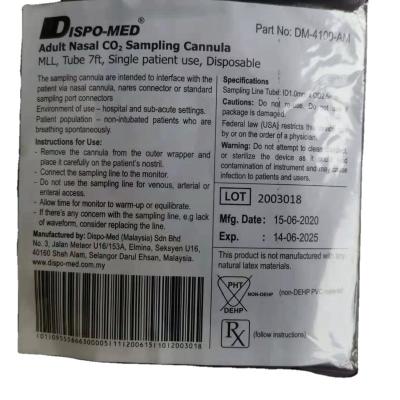 DISPO-MED®
Part No: DM-4100-AM
Adult Nasal CO2 Sampling Cannula
MLL, Tube 7ft, Single patient use, Disposable
The sampling cannula are intended to interface with the
patient via nasal cannula, nares connector or standard
sampling port connectors
Environment of use – hospital and sub-acute settings.
Patient population – non-intubated patients who are
breathing spontaneously.
Instructions for Use:
- Remove the cannula from the outer wrapper and
place it carefully on the patient's nostril.
- Connect the sampling line to the monitor.
- Do not use the sampling line for venous, arterial or
enteral access.
- Allow time for monitor to warm-up or equilibrate.
- If there's any concern with the sampling line, e.g lack
of waveform, consider replacing the line.
Manufactured by: Dispo-Med (Malaysia) Sdn Bhd
No. 3, Jalan Meteor U16/153A, Elmina, Seksyen U16,
40160 Shah Alam, Selangor Darul Ehsan, Malaysia.
www.dispo-med.com.my
Specifications
Sampling Line Tube: ID1.0mm
Cautions: Do not re-use. Do not use
package is damaged.
Federal law (USA) restricts this
by or on the order of a physician.
Warning: Do not attempt to clean
or sterilize the device as it
contamination of instrument and may cause
infection to patients and users.
LOT 2003018
Mfg. Date: 15-06-2020
Exp. : 14-06-2025
This product is not manufactured with any
natural latex materials.
PHT
DEHP
NON-DEHP
(non-DEHP PVC
Rx
(follow instructions)